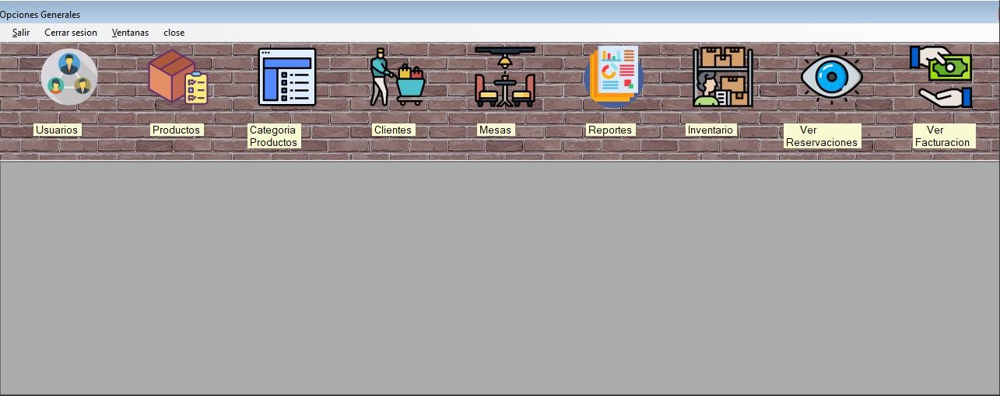 Opciones Generales
Salir Cerrar sesion Ventanas close
Usuarios Productos Categoria Clientes Mesas Reportes Inventario Ver Ver
Productos Reservaciones Facturacion